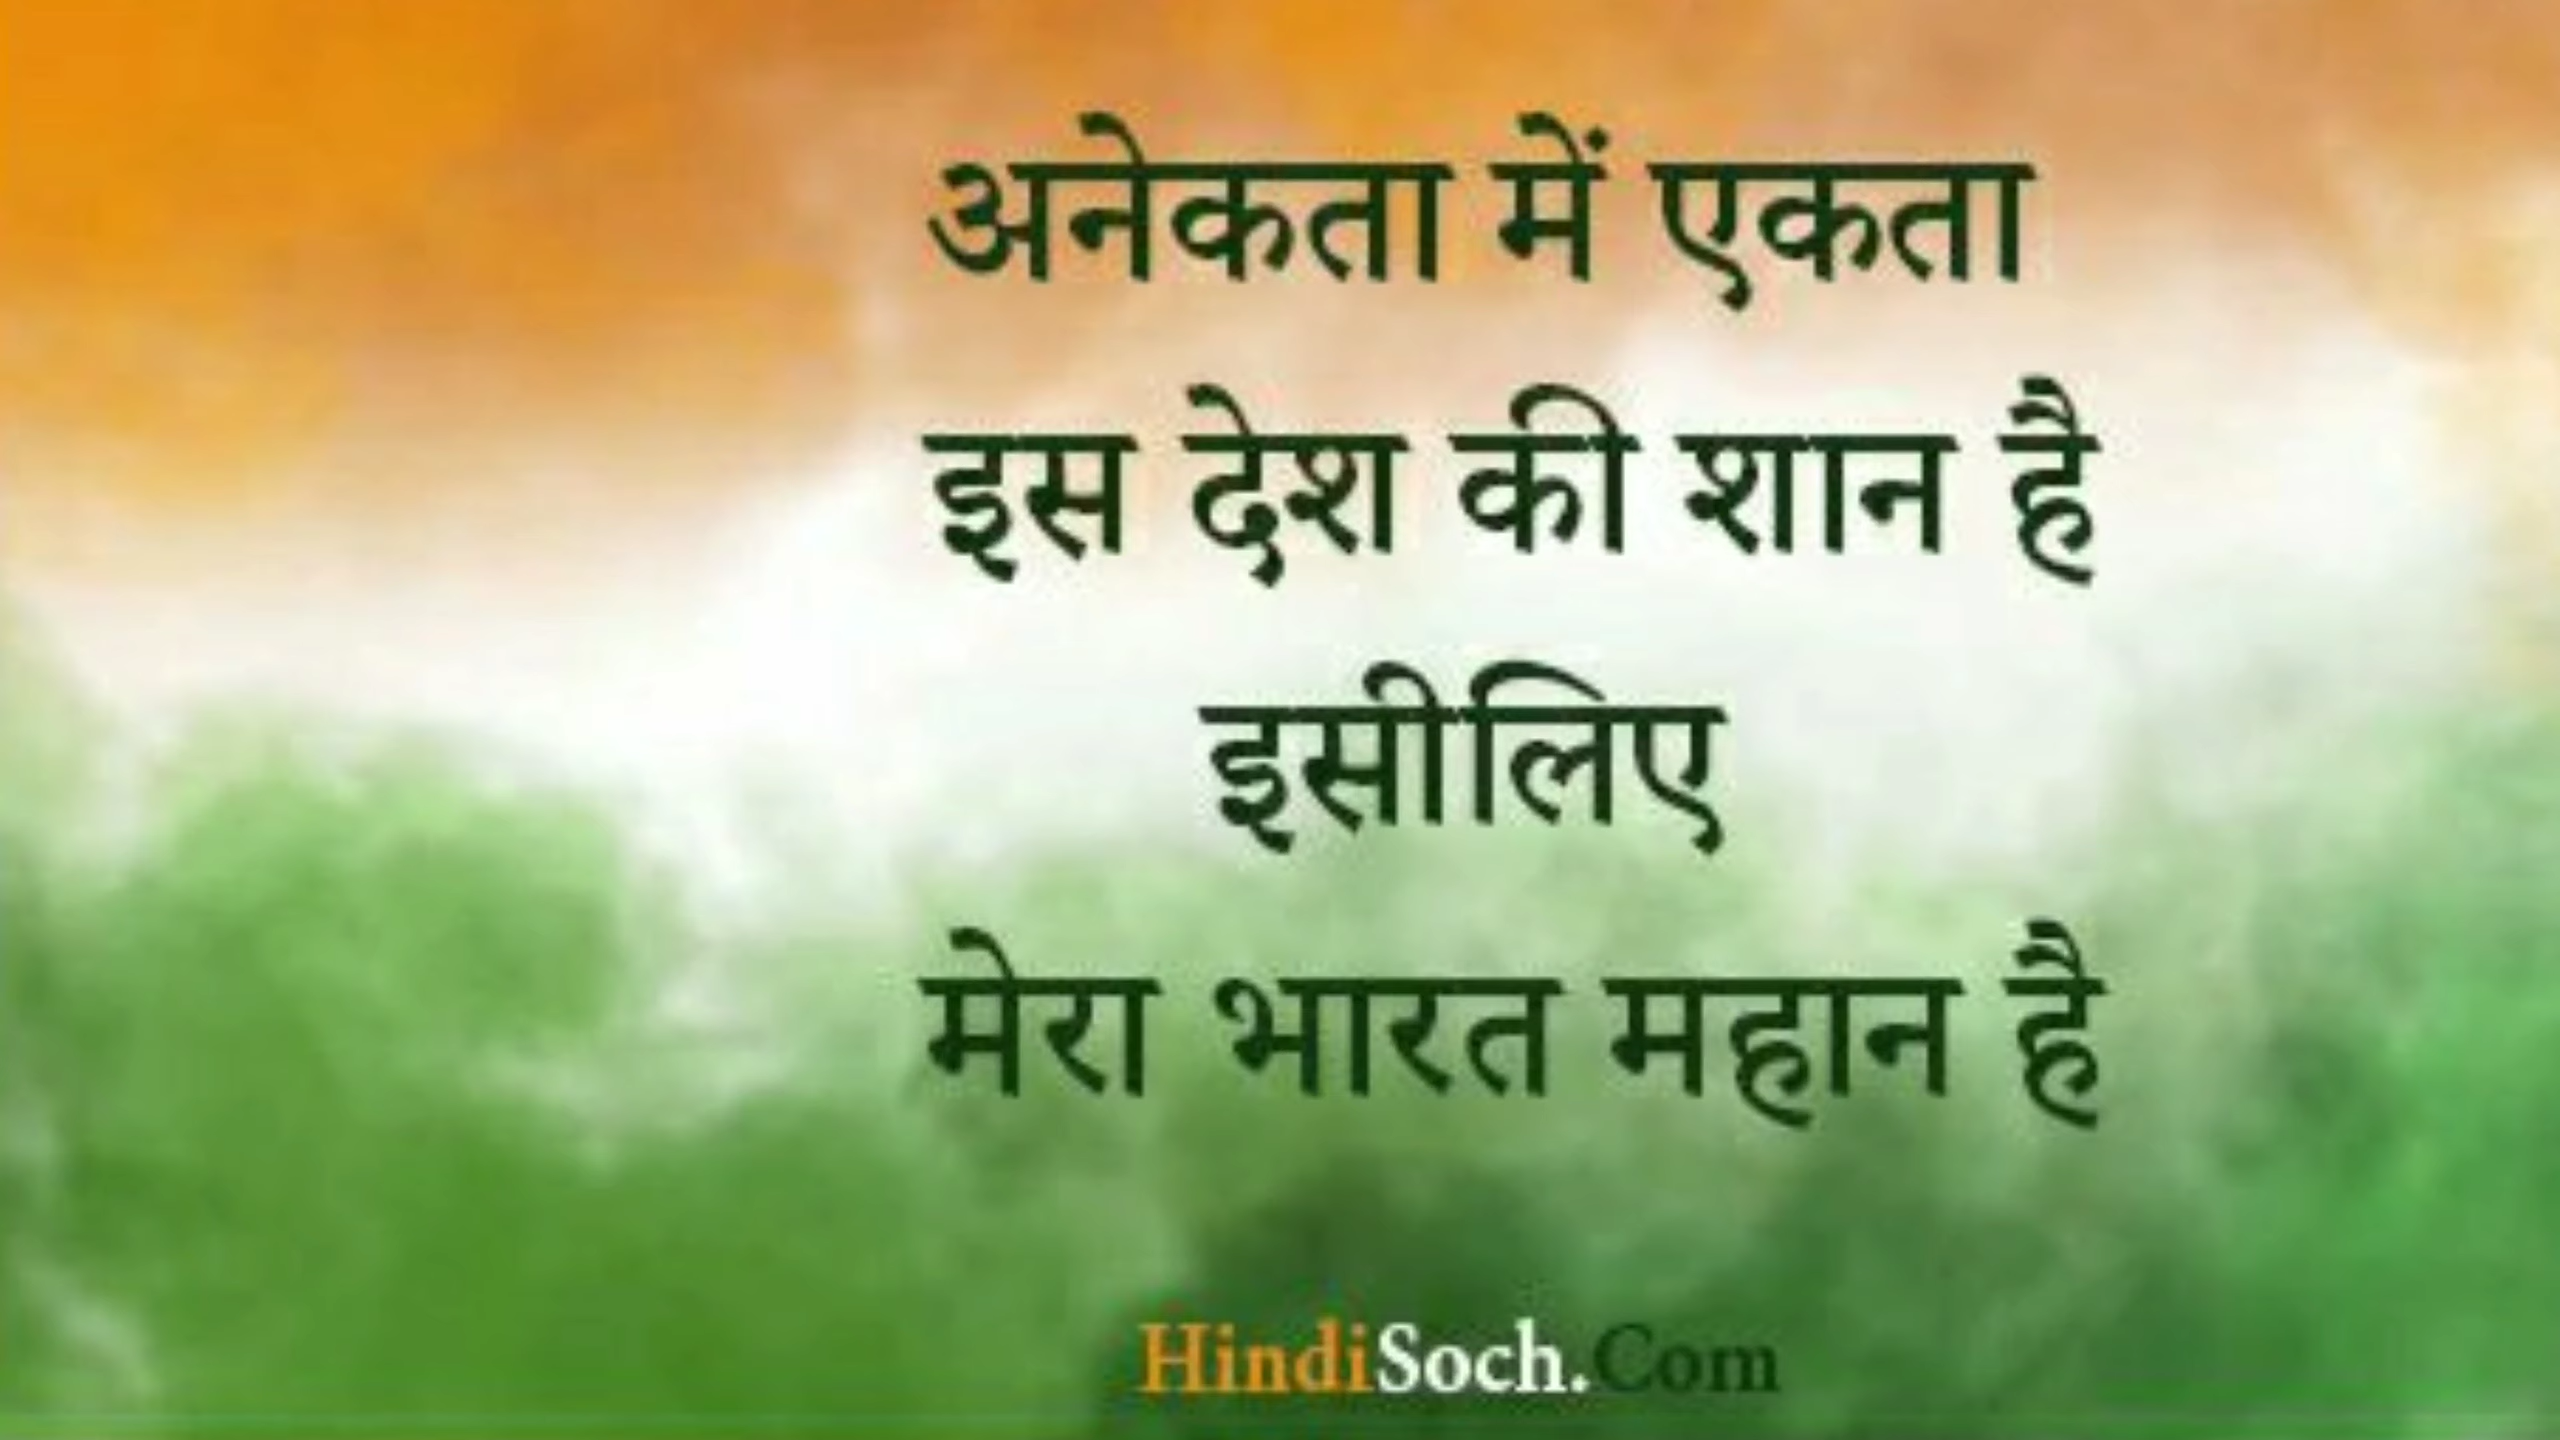 अनेकता में एकता
इस देश की शान है
इसीलिए
मेरा भारत महान है
HindiSoch.Com